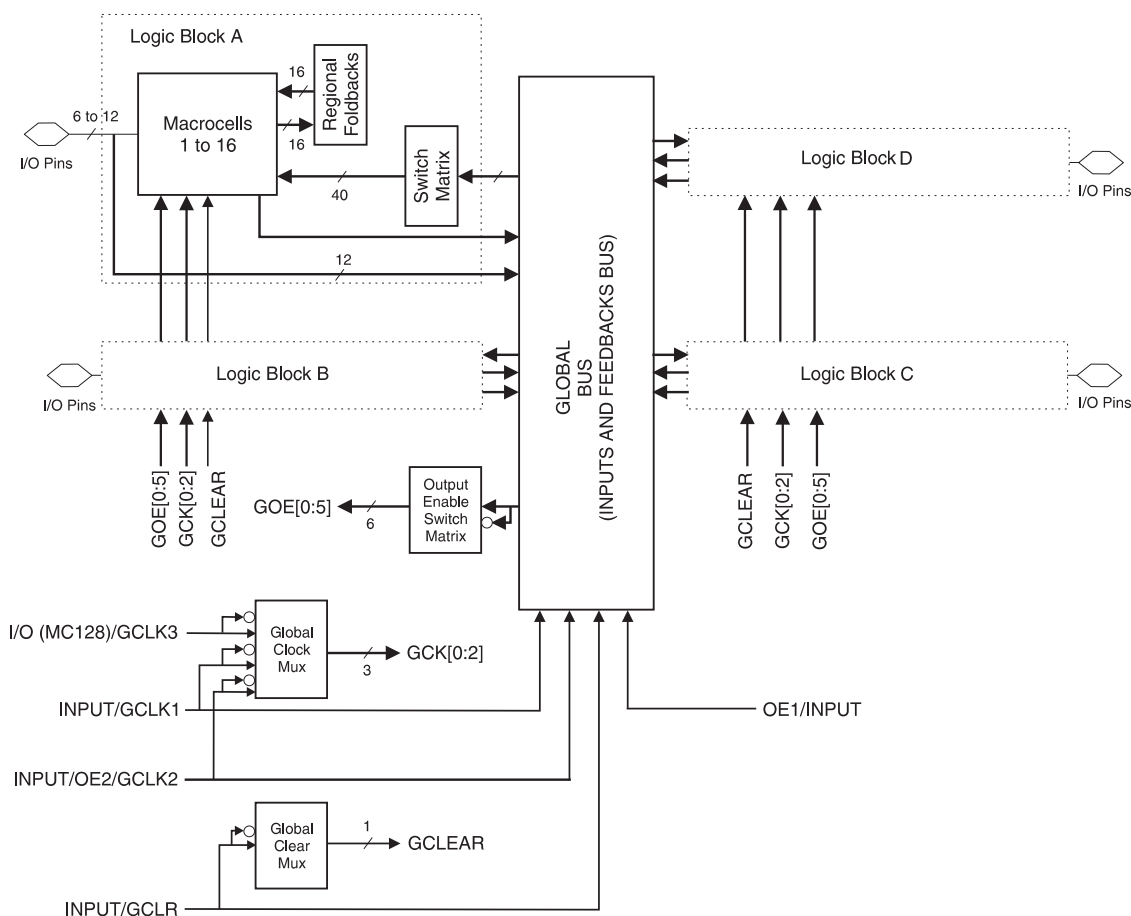 Logic Block A
16
Regional
Foldbacks
6 to 12
Macrocells
1 to 16
16
I/O Pins
Switch
Matrix
40
12
Logic Block D
I/O Pins
GLOBAL
BUS
(INPUTS AND FEEDBACKS BUS)
Logic Block B
I/O Pins
Logic Block C
I/O Pins
GOE[0:5]
GCK[0:2]
GCLEAR
GCLEAR
GCK[0:2]
GOE[0:5]
GOE[0:5]
6
Output
Enable
Switch
Matrix
I/O (MC128)/GCLK3
Global
Clock
Mux
3
GCK[0:2]
INPUT/GCLK1
OE1/INPUT
INPUT/OE2/GCLK2
Global
Clear
Mux
1
GCLEAR
INPUT/GCLR